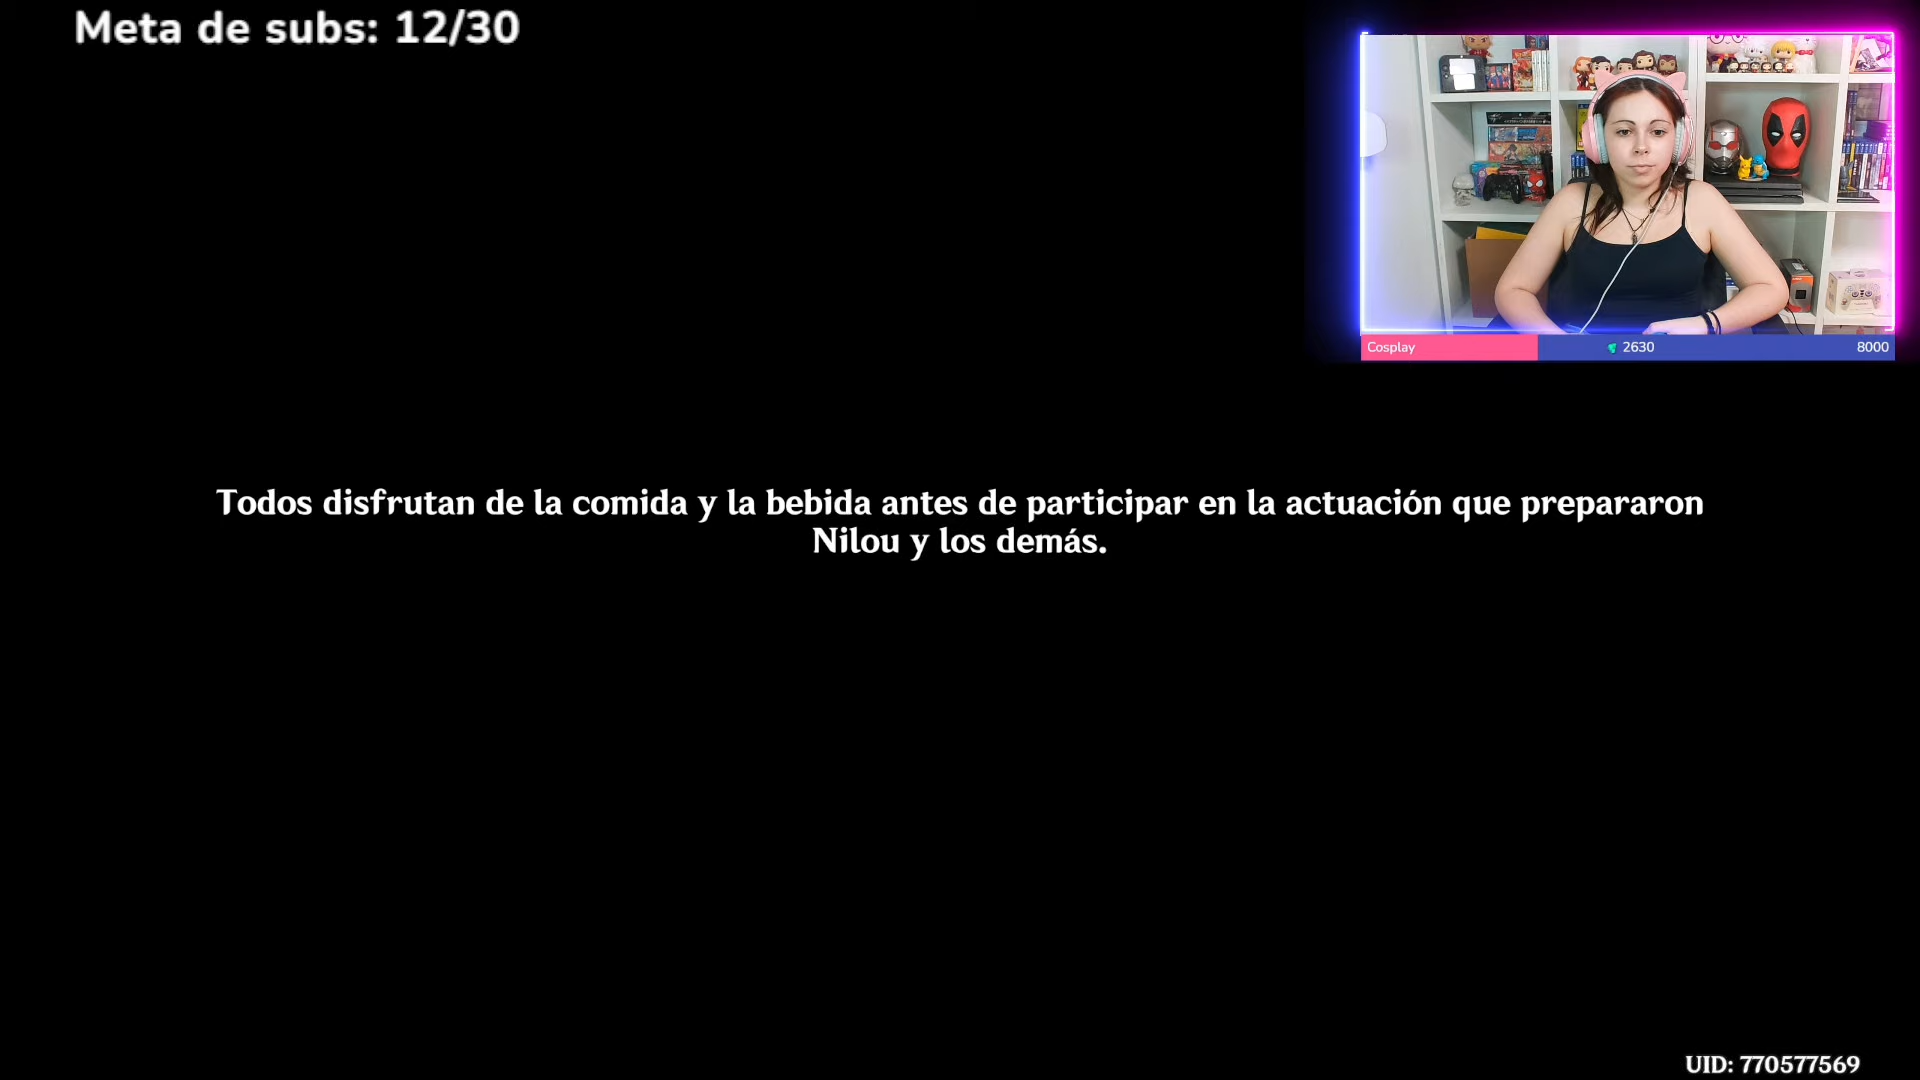 Meta de subs: 12/30
Cosplay 2630 8000
Todos disfrutan de la comida y la bebida antes de participar en la actuación que prepararon
Nilou y los demás.
UID: 770577569